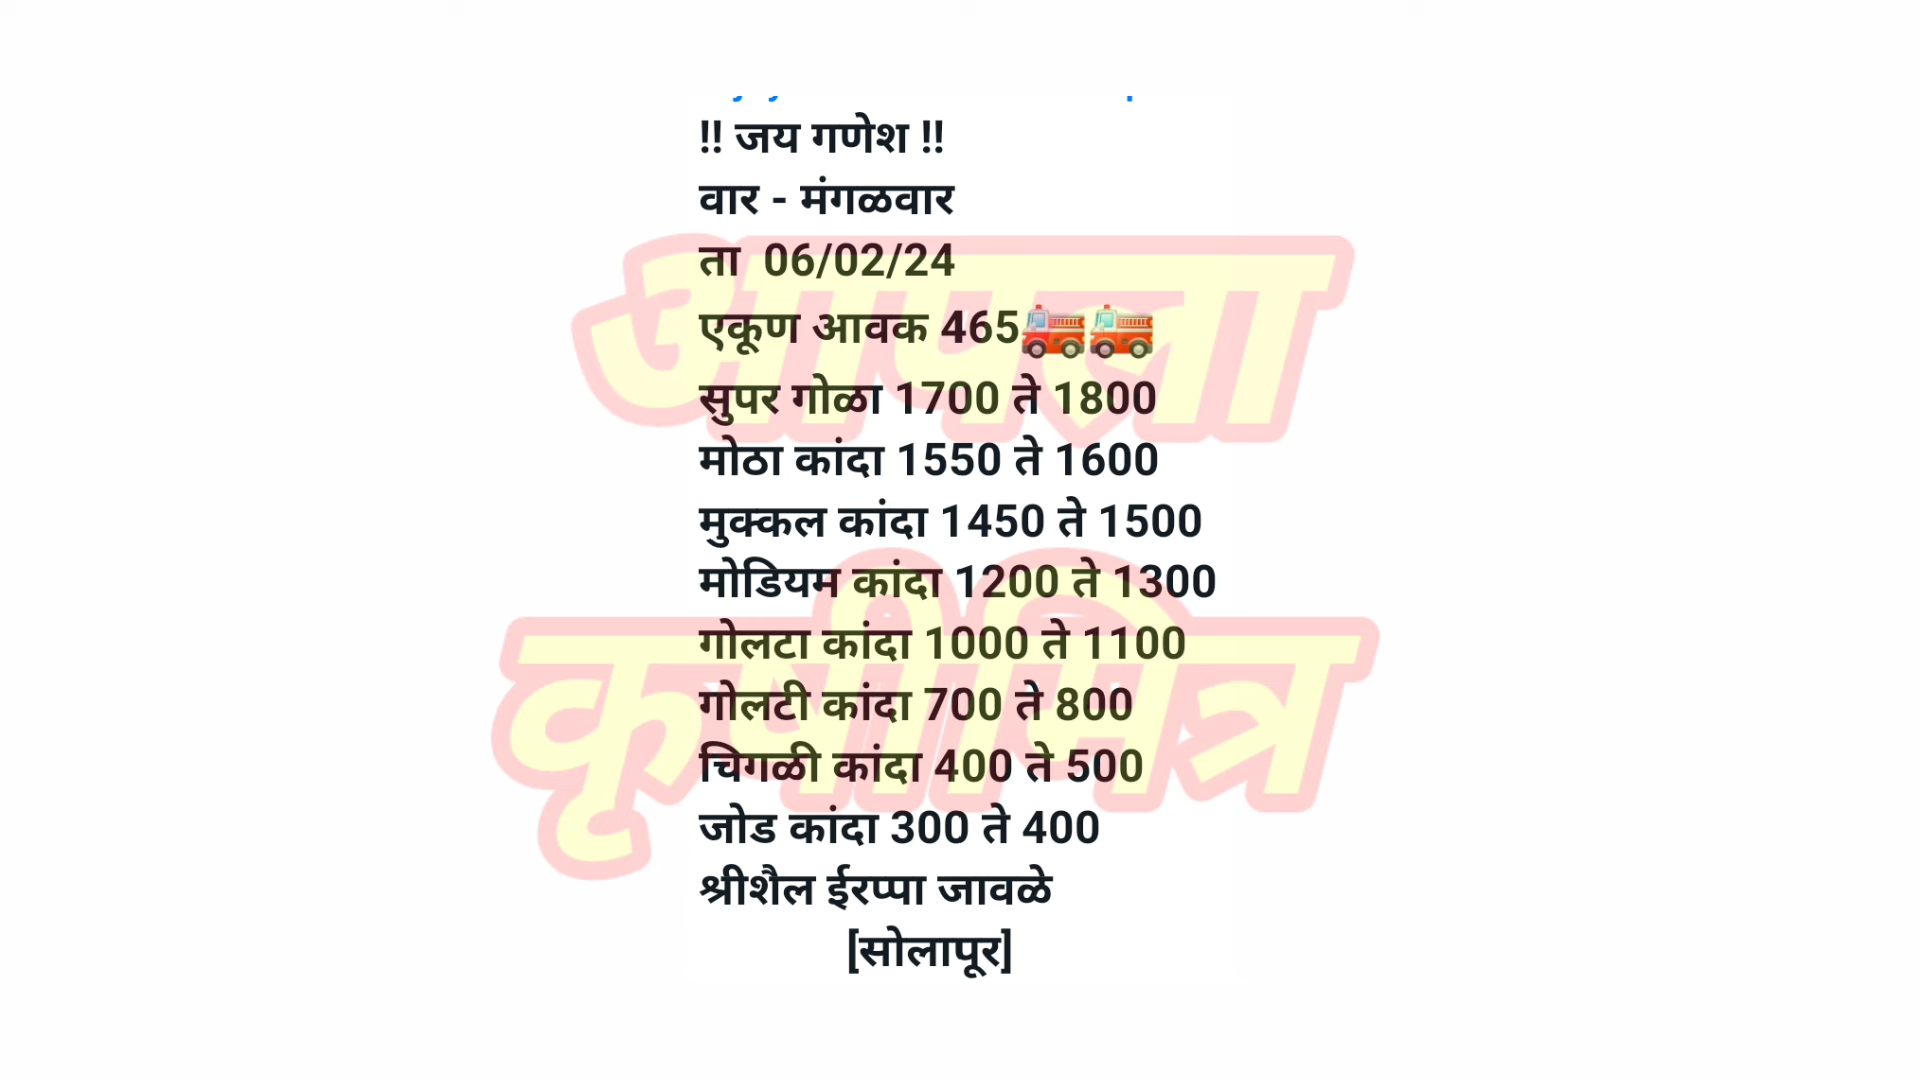 !! जय गणेश !!
वार - मंगळवार
ता 06/02/24
एकूण आवक 465🚒🚒
सुपर गोळा 1700 ते 1800
मोठा कांदा 1550 ते 1600
मुक्कल कांदा 1450 ते 1500
मोडियम कांदा 1200 ते 1300
गोलटा कांदा 1000 ते 1100
गोलटी कांदा 700 ते 800
चिगळी कांदा 400 ते 500
जोड कांदा 300 ते 400
श्रीशैल ईरप्पा जावळे
[सोलापूर]
आपला
कृषीमित्र